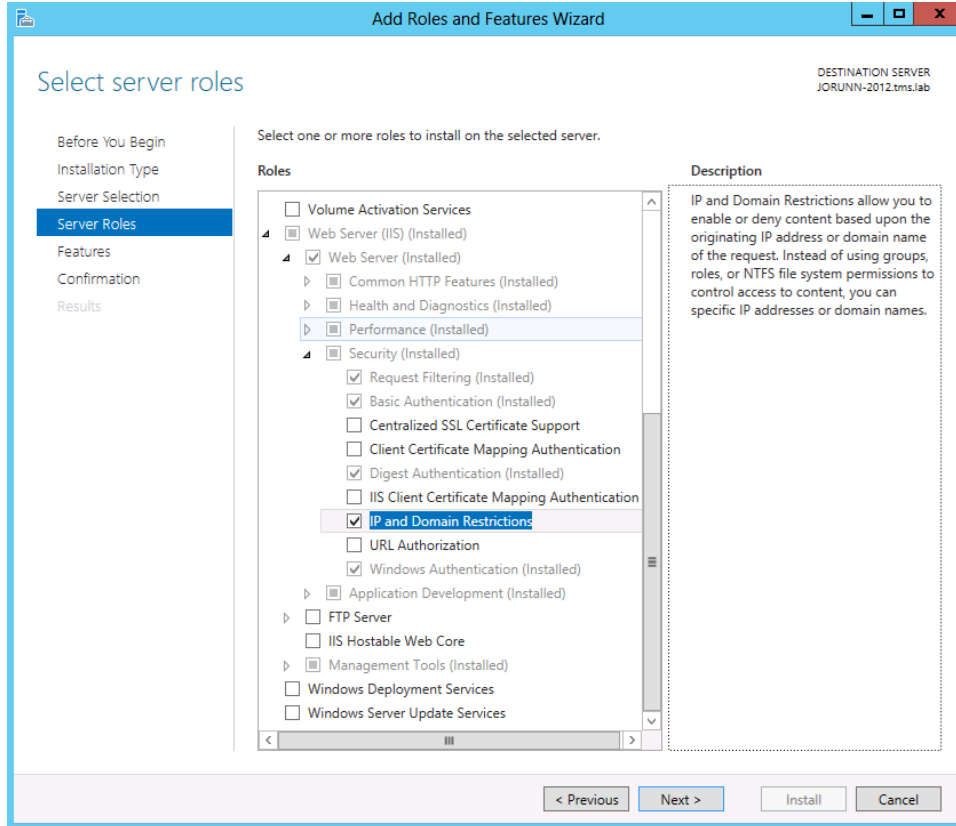 Add Roles and Features Wizard
Select server roles
DESTINATION SERVER
JORUNN-2012.tms.lab
Before You Begin
Installation Type
Server Selection
Server Roles
Features
Confirmation
Results
Select one or more roles to install on the selected server.
Roles
Volume Activation Services
Web Server (IIS) (Installed)
Web Server (Installed)
Common HTTP Features (Installed)
Health and Diagnostics (Installed)
Performance (Installed)
Security (Installed)
Request Filtering (Installed)
Basic Authentication (Installed)
Centralized SSL Certificate Support
Client Certificate Mapping Authentication
Digest Authentication (Installed)
IIS Client Certificate Mapping Authentication
IP and Domain Restrictions
URL Authorization
Windows Authentication (Installed)
Application Development (Installed)
FTP Server
IIS Hostable Web Core
Management Tools (Installed)
Windows Deployment Services
Windows Server Update Services
Description
IP and Domain Restrictions allow you to
enable or deny content based upon the
originating IP address or domain name
of the request. Instead of using groups,
roles, or NTFS file system permissions to
control access to content, you can
specific IP addresses or domain names.
< Previous
Next >
Install
Cancel